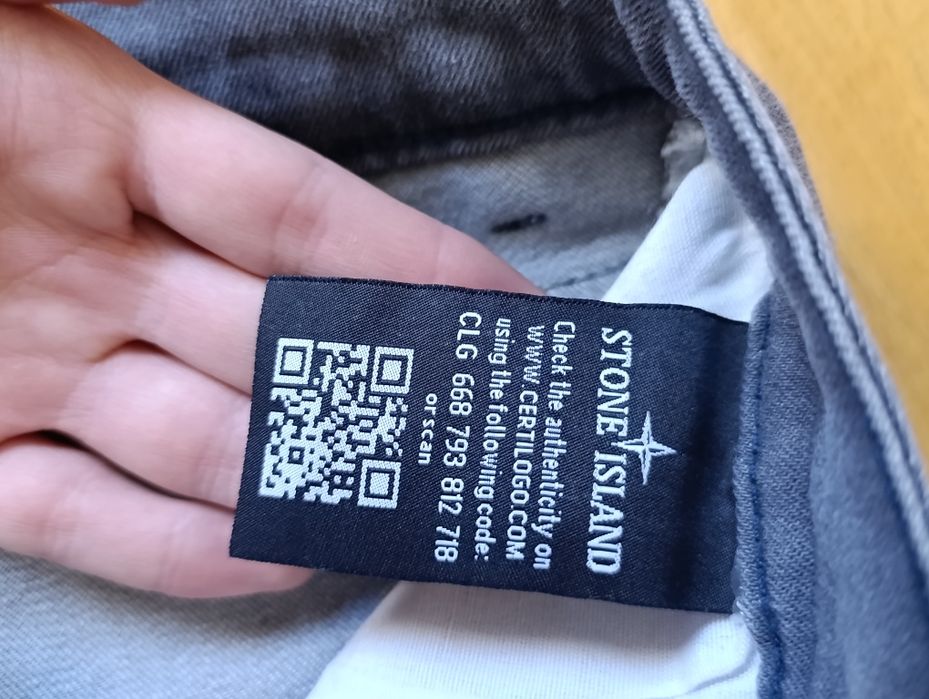 STONE ISLAND
Check the authenticity on
WWW.CERTILOGO.COM
using the following code:
CLG 668 793 812 718
or scan